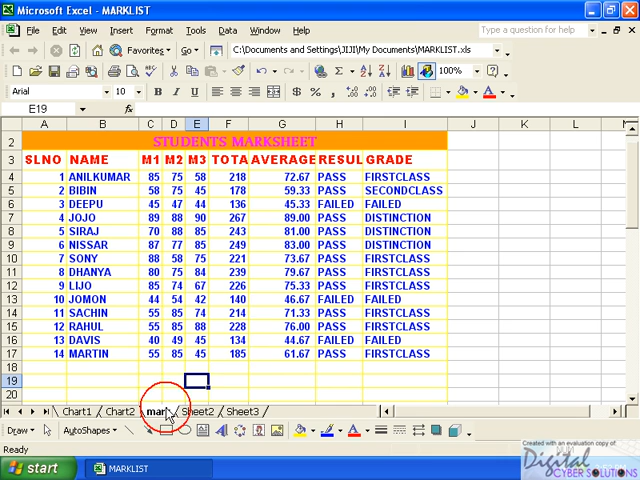 Microsoft Excel - MARKLIST
File Edit View Insert Format Tools Data Window Help Type a question for help
Favorites Go C:\Documents and Settings\JIJI\My Documents\MARKLIST.xls
100%
Arial 10 B I U $ % ,
E19 fx
A B C D E F G H I J K L M
2 STUDENTS MARKSHEET
3 SLNO NAME M1 M2 M3 TOTA AVERAGE RESUL GRADE
4 1 ANILKUMAR 85 75 58 218 72.67 PASS FIRSTCLASS
5 2 BIBIN 58 75 45 178 59.33 PASS SECONDCLASS
6 3 DEEPU 45 47 44 136 45.33 FAILED FAILED
7 4 JOJO 89 88 90 267 89.00 PASS DISTINCTION
8 5 SIRAJ 70 88 85 243 81.00 PASS DISTINCTION
9 6 NISSAR 87 77 85 249 83.00 PASS DISTINCTION
10 7 SONY 88 58 75 221 73.67 PASS FIRSTCLASS
11 8 DHANYA 80 75 84 239 79.67 PASS FIRSTCLASS
12 9 LIJO 85 74 67 226 75.33 PASS FIRSTCLASS
13 10 JOMON 44 54 42 140 46.67 FAILED FAILED
14 11 SACHIN 55 85 74 214 71.33 PASS FIRSTCLASS
15 12 RAHUL 55 85 88 228 76.00 PASS FIRSTCLASS
16 13 DAVIS 40 49 45 134 44.67 FAILED FAILED
17 14 MARTIN 55 85 45 185 61.67 PASS FIRSTCLASS
18
19
20
Chart1 Chart2 mark Sheet2 Sheet3
Draw AutoShapes
Ready NUM
Created with an evaluation copy of
Digital
CYBER SOLUTIONS
start MARKLIST